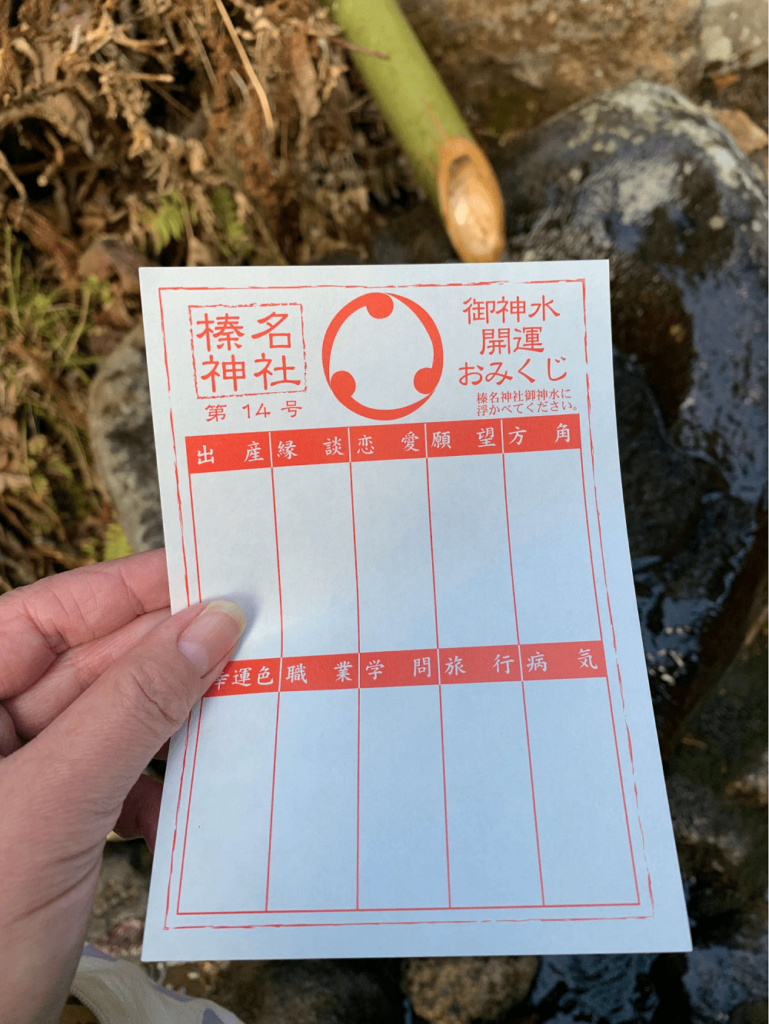 榛名
神社
第14号
御神水
開運
おみくじ
榛名神社御神水に
浮かべてください。
出産 縁談 恋愛 願望 方角
幸運色 職業 学問 旅行 病気